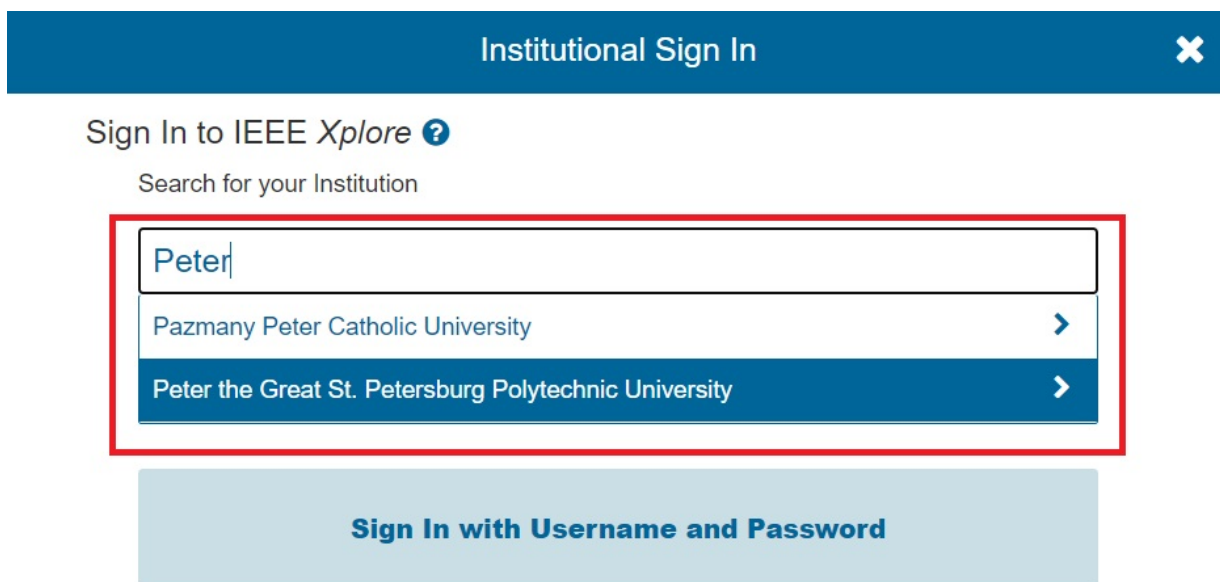 Institutional Sign In
Sign In to IEEE Xplore
Search for your Institution
Peter
Pazmany Peter Catholic University
Peter the Great St. Petersburg Polytechnic University
Sign In with Username and Password